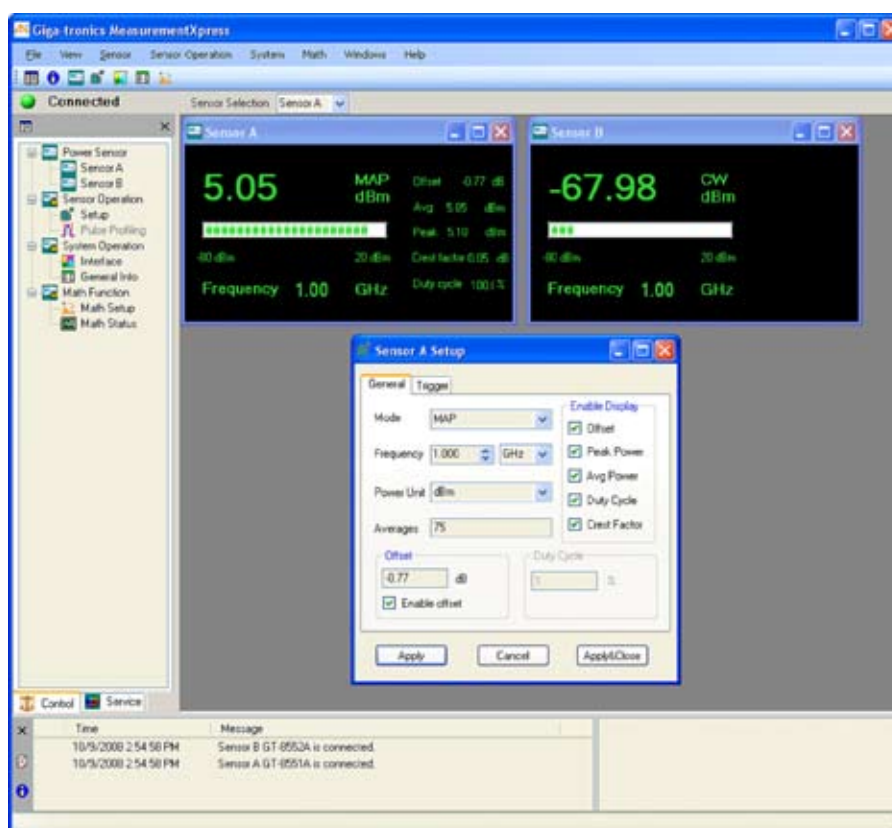 Giga-tronics MeasurementXpress
File View Sensor Sensor Operation System Math Windows Help
Connected
Sensor Selection Sensor A
Power Sensor
Sensor A
Sensor B
Sensor Operation
Setup
Pulse Profiling
System Operation
Interface
General Info
Math Function
Math Setup
Math Status
Control Service
Sensor A
5.05 MAP dBm
Offset -0.77 dB
Avg 5.05 dBm
Peak 5.10 dBm
-80 dBm 20 dBm
Crest factor 0.05 dB
Frequency 1.00 GHz
Duty cycle 100.1 %
Sensor B
-67.98 CW dBm
-80 dBm 20 dBm
Frequency 1.00 GHz
Sensor A Setup
General Trigger
Mode MAP
Frequency 1.000 GHz
Power Unit dBm
Averages 75
Enable Display
Offset
Peak Power
Avg Power
Duty Cycle
Crest Factor
Offset
-0.77 dB
Enable offset
Duty Cycle
1 %
Apply Cancel Apply&Close
Time Message
10/9/2008 2:54:58 PM Sensor B GT-8552A is connected.
10/9/2008 2:54:58 PM Sensor A GT-8551A is connected.